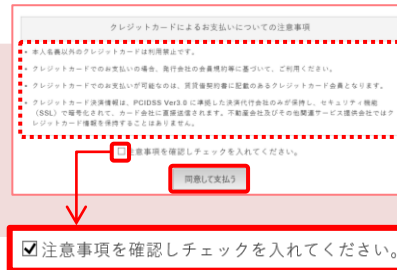 クレジットカードによるお支払いについての注意事項
・本人名義以外のクレジットカードは利用禁止です。
・クレジットカードでのお支払いの場合、発行会社の会員規約等に基づいて、ご利用ください。
・クレジットカードでのお支払いが可能なのは、賃貸借契約書に記載のあるクレジットカード会員となります。
・クレジットカード決済情報は、PCIDSS Ver3.0 に準拠した決済代行会社のみが保持し、セキュリティ機能
（SSL）で暗号化されて、カード会社に直接送信されます。不動産会社及びその他関連サービス提供会社ではク
レジットカード情報を保持することはありません。
注意事項を確認しチェックを入れてください。
同意して支払う
注意事項を確認しチェックを入れてください。